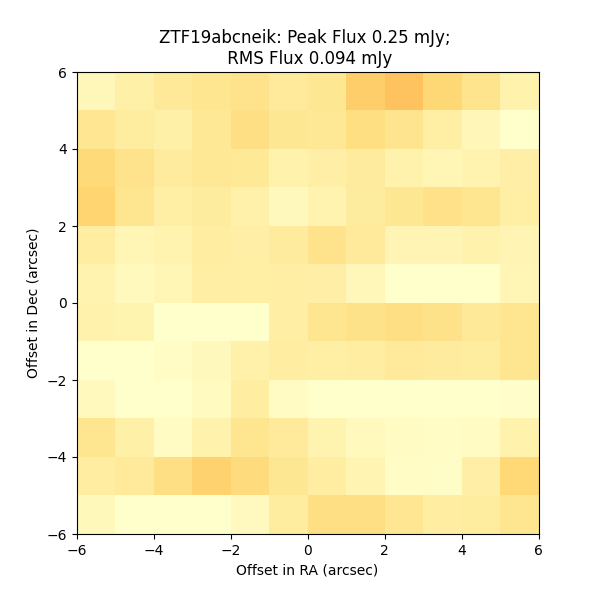 ZTF19abcneik: Peak Flux 0.25 mJy;
RMS Flux 0.094 mJy
6
4
2
0
−2
−4
−6
Offset in Dec (arcsec)
−6 −4 −2 0 2 4 6
Offset in RA (arcsec)